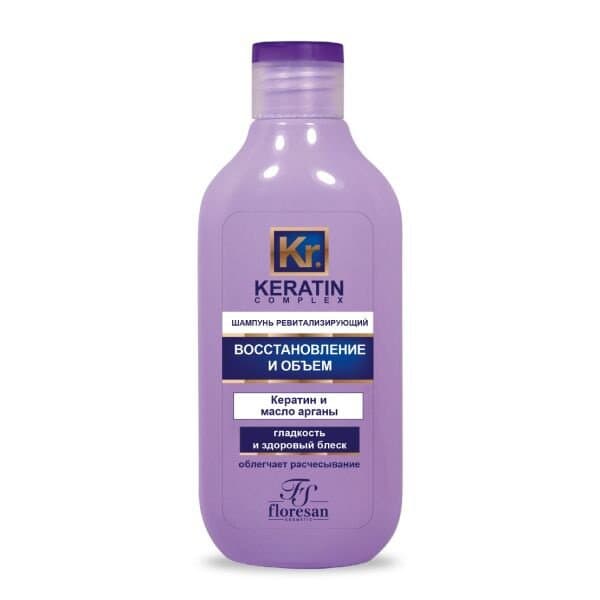 Kr.
KERATIN
COMPLEX
ШАМПУНЬ РЕВИТАЛИЗИРУЮЩИЙ
ВОССТАНОВЛЕНИЕ
И ОБЪЕМ
Кератин и
масло арганы
гладкость
и здоровый блеск
облегчает расчесывание
FS
floresan
COSMETIC